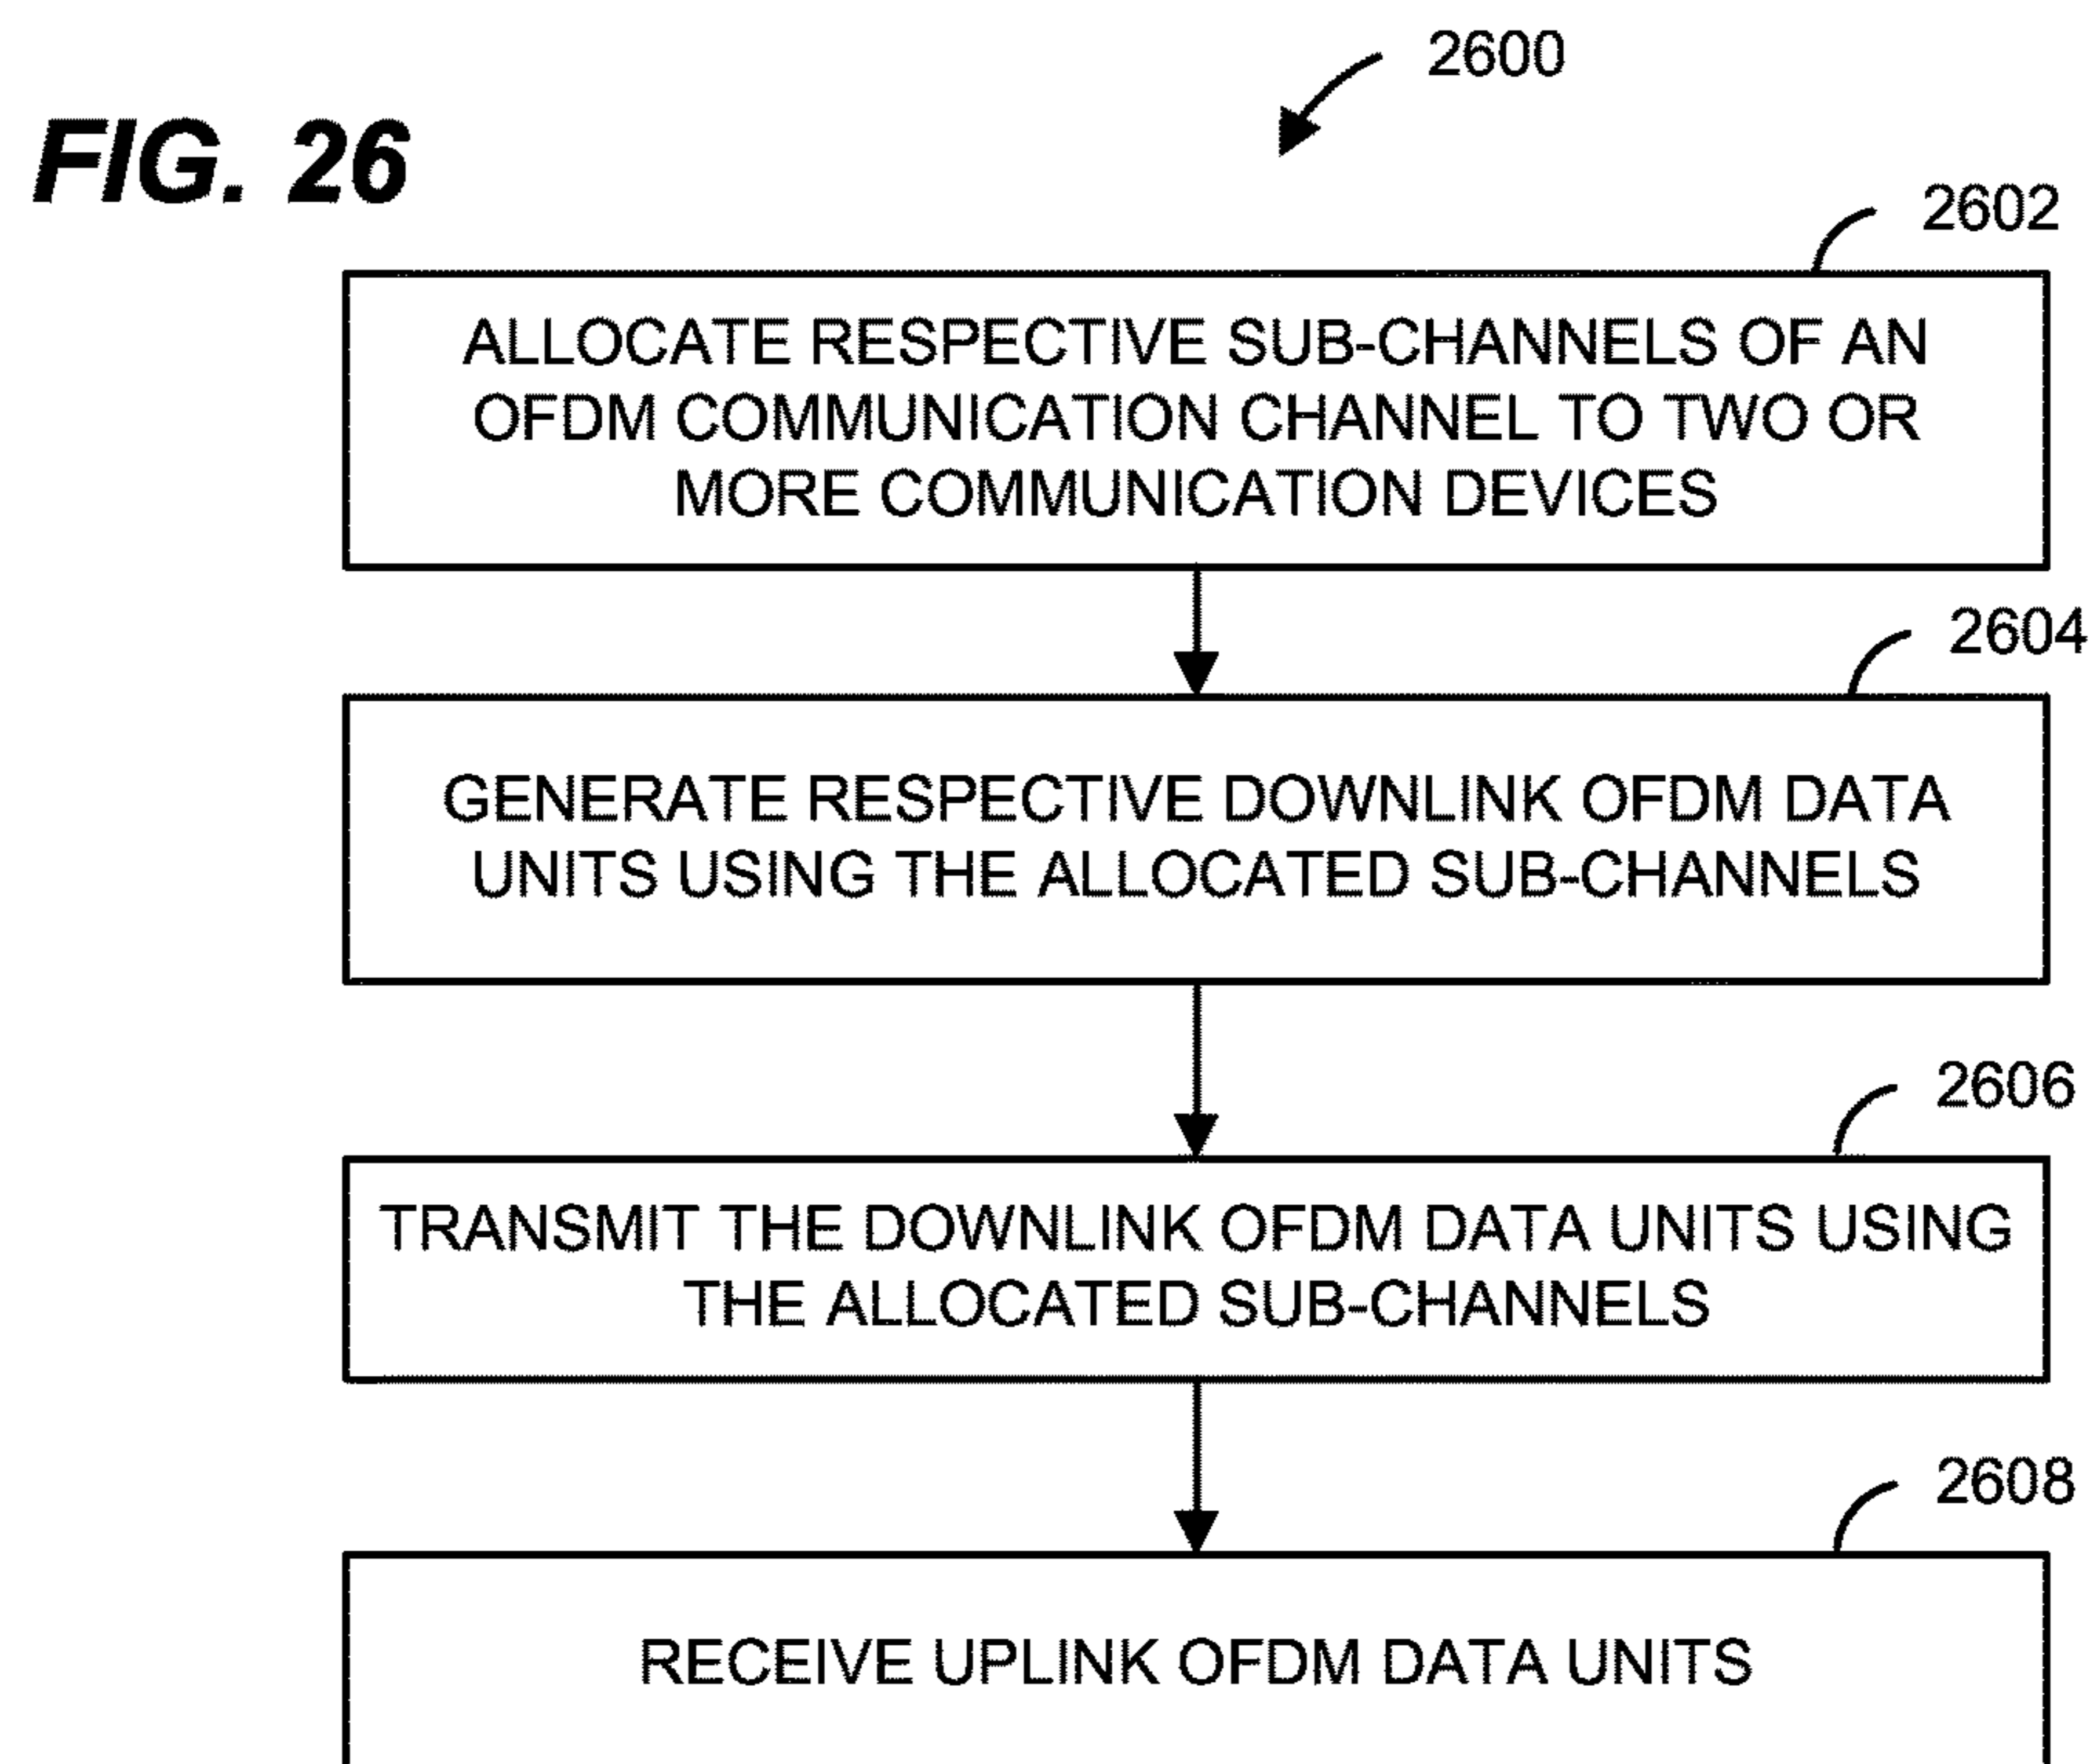 2600
FIG. 26
2602
ALLOCATE RESPECTIVE SUB-CHANNELS OF AN
OFDM COMMUNICATION CHANNEL TO TWO OR
MORE COMMUNICATION DEVICES
2604
GENERATE RESPECTIVE DOWNLINK OFDM DATA
UNITS USING THE ALLOCATED SUB-CHANNELS
2606
TRANSMIT THE DOWNLINK OFDM DATA UNITS USING
THE ALLOCATED SUB-CHANNELS
2608
RECEIVE UPLINK OFDM DATA UNITS